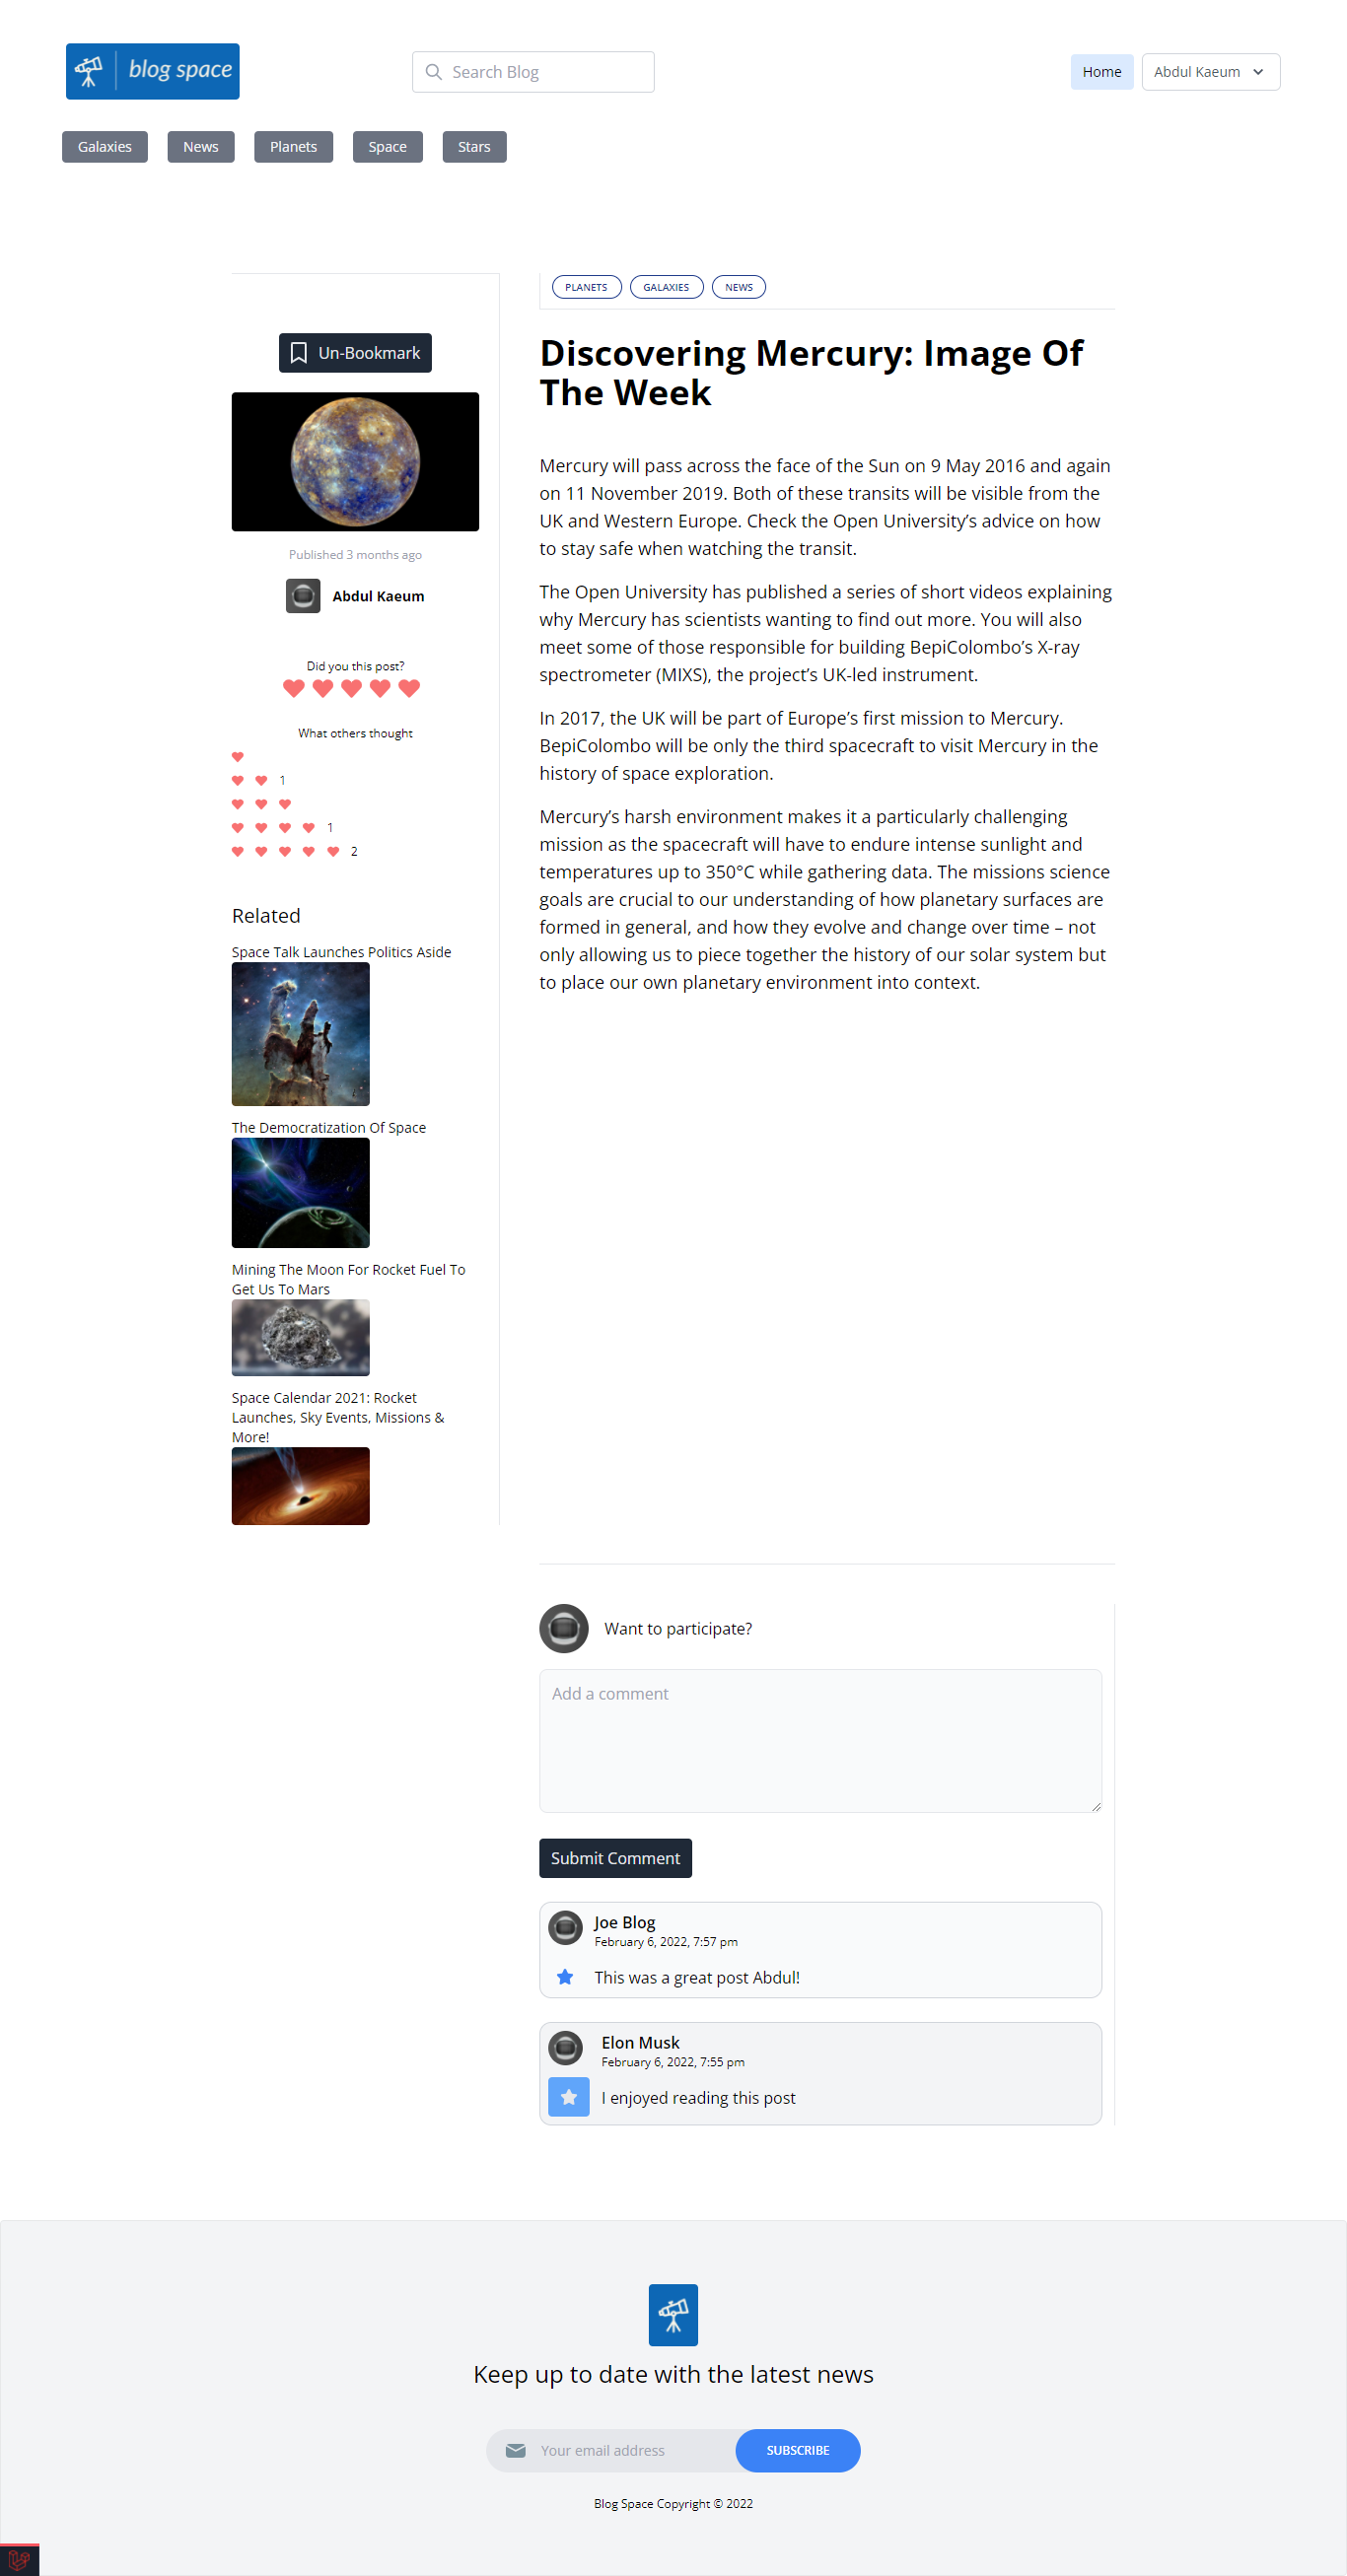 blog space
Search Blog
Home
Abdul Kaeum
Galaxies
News
Planets
Space
Stars
Un-Bookmark
Published 3 months ago
Abdul Kaeum
Did you this post?
What others thought
1
1
2
Related
Space Talk Launches Politics Aside
The Democratization Of Space
Mining The Moon For Rocket Fuel To
Get Us To Mars
Space Calendar 2021: Rocket
Launches, Sky Events, Missions &
More!
PLANETS
GALAXIES
NEWS
Discovering Mercury: Image Of
The Week
Mercury will pass across the face of the Sun on 9 May 2016 and again
on 11 November 2019. Both of these transits will be visible from the
UK and Western Europe. Check the Open University’s advice on how
to stay safe when watching the transit.
The Open University has published a series of short videos explaining
why Mercury has scientists wanting to find out more. You will also
meet some of those responsible for building BepiColombo’s X-ray
spectrometer (MIXS), the project’s UK-led instrument.
In 2017, the UK will be part of Europe’s first mission to Mercury.
BepiColombo will be only the third spacecraft to visit Mercury in the
history of space exploration.
Mercury’s harsh environment makes it a particularly challenging
mission as the spacecraft will have to endure intense sunlight and
temperatures up to 350°C while gathering data. The missions science
goals are crucial to our understanding of how planetary surfaces are
formed in general, and how they evolve and change over time – not
only allowing us to piece together the history of our solar system but
to place our own planetary environment into context.
Want to participate?
Add a comment
Submit Comment
Joe Blog
February 6, 2022, 7:57 pm
This was a great post Abdul!
Elon Musk
February 6, 2022, 7:55 pm
I enjoyed reading this post
Keep up to date with the latest news
Your email address
SUBSCRIBE
Blog Space Copyright © 2022